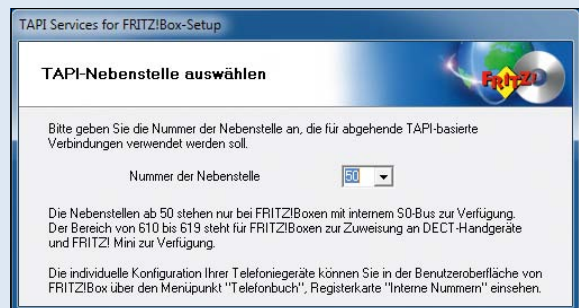 TAPI Services for FRITZ!Box-Setup
TAPI-Nebenstelle auswählen
FRITZ!
Bitte geben Sie die Nummer der Nebenstelle an, die für abgehende TAPI-basierte
Verbindungen verwendet werden soll.
Nummer der Nebenstelle
50
Die Nebenstellen ab 50 stehen nur bei FRITZ!Boxen mit internem S0-Bus zur Verfügung.
Der Bereich von 610 bis 619 steht für FRITZ!Boxen zur Zuweisung an DECT-Handgeräte
und FRITZ! Mini zur Verfügung.
Die individuelle Konfiguration Ihrer Telefoniegeräte können Sie in der Benutzeroberfläche von
FRITZ!Box über den Menüpunkt "Telefonbuch", Registerkarte "Interne Nummern" einsehen.